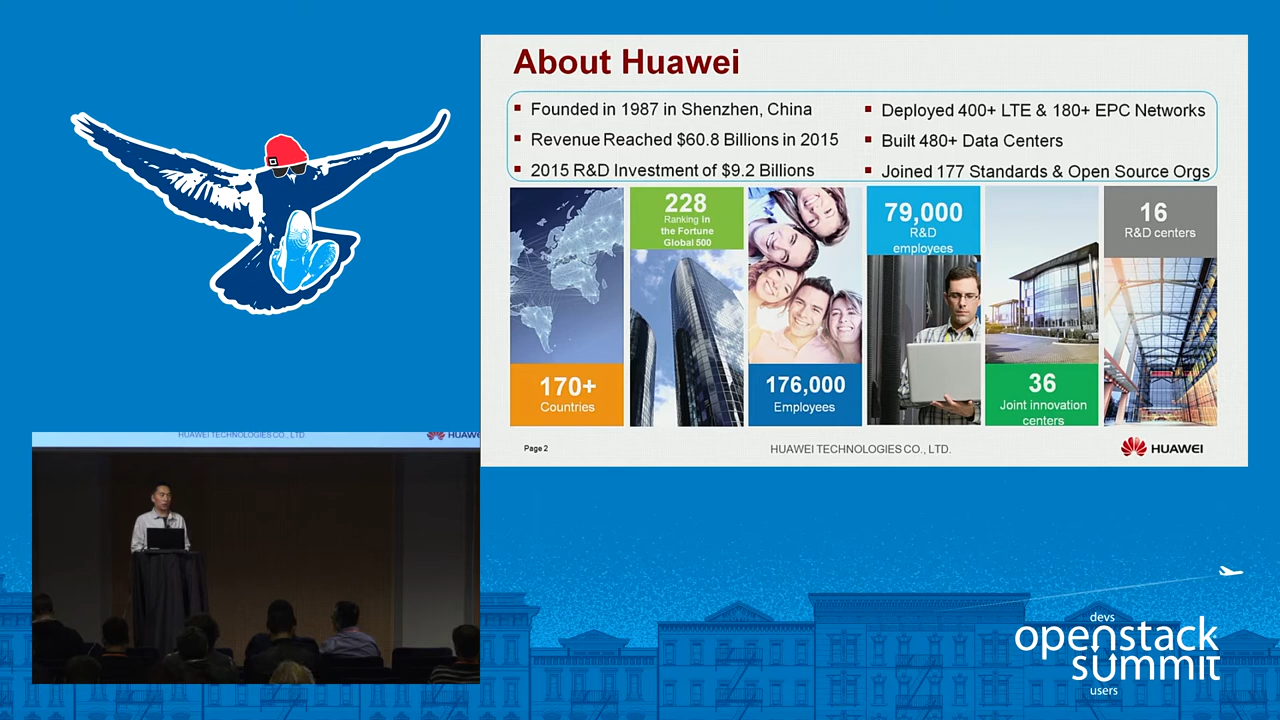 About Huawei
Founded in 1987 in Shenzhen, China
Revenue Reached $60.8 Billions in 2015
2015 R&D Investment of $9.2 Billions
Deployed 400+ LTE & 180+ EPC Networks
Built 480+ Data Centers
Joined 177 Standards & Open Source Orgs
170+
Countries
228
Ranking in
the Fortune
Global 500
176,000
Employees
79,000
R&D
employees
36
Joint innovation
centers
16
R&D centers
Page 2
HUAWEI TECHNOLOGIES CO., LTD.
HUAWEI
HUAWEI TECHNOLOGIES CO., LTD
HUAWE
devs
openstack
summit
users